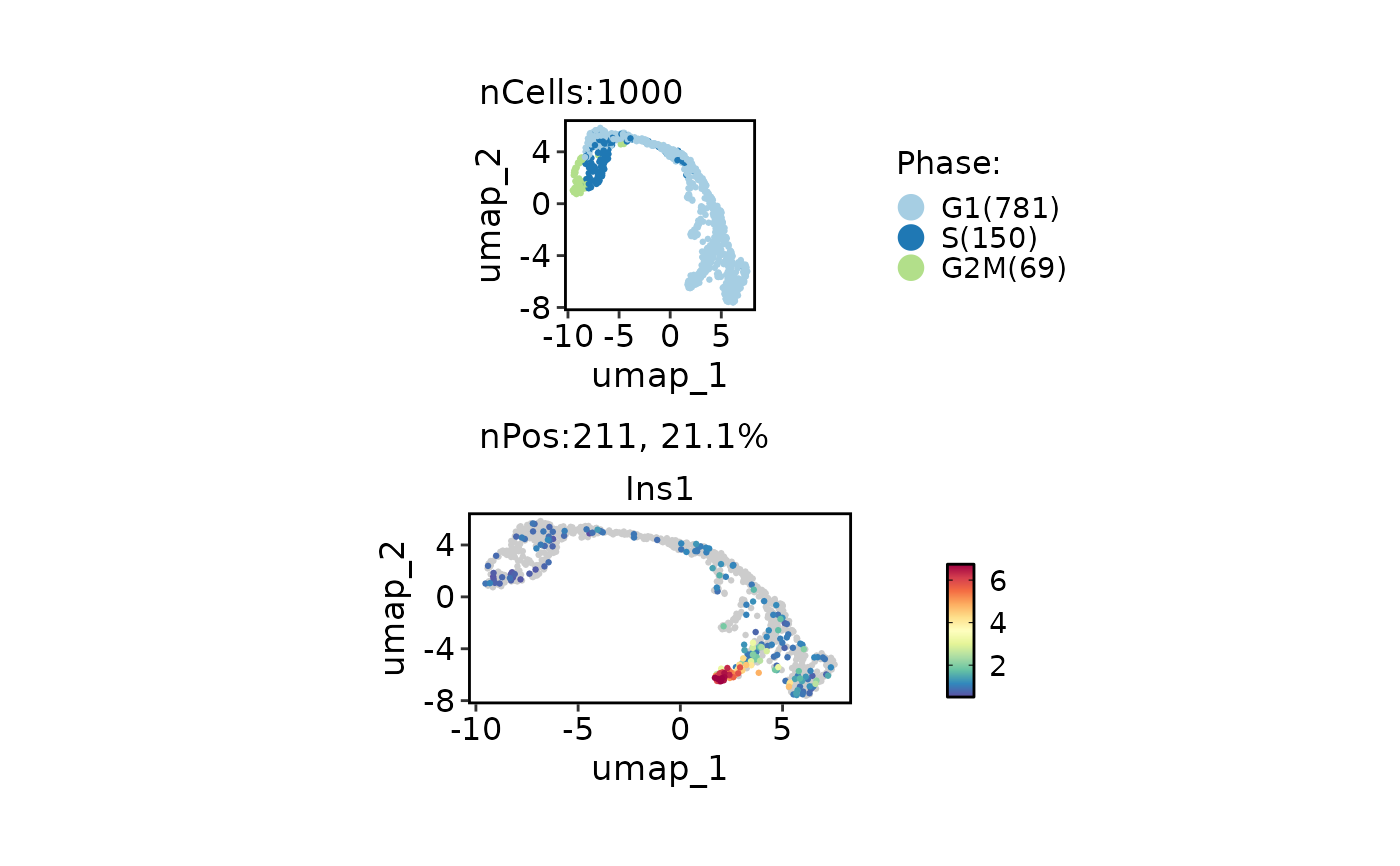 nCells:1000
umap_2
4
0
-4
-8
-10 -5 0 5
umap_1
Phase:
G1(781)
S(150)
G2M(69)
nPos:211, 21.1%
Ins1
umap_2
4
0
-4
-8
-10 -5 0 5
umap_1
6
4
2